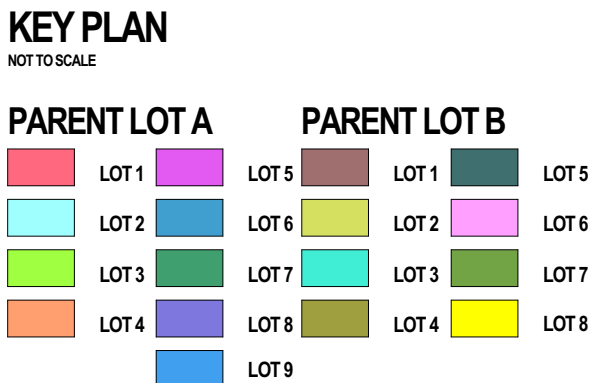 KEY PLAN
NOT TO SCALE
PARENT LOT A PARENT LOT B
LOT 1 LOT 5 LOT 1 LOT 5
LOT 2 LOT 6 LOT 2 LOT 6
LOT 3 LOT 7 LOT 3 LOT 7
LOT 4 LOT 8 LOT 4 LOT 8
LOT 9